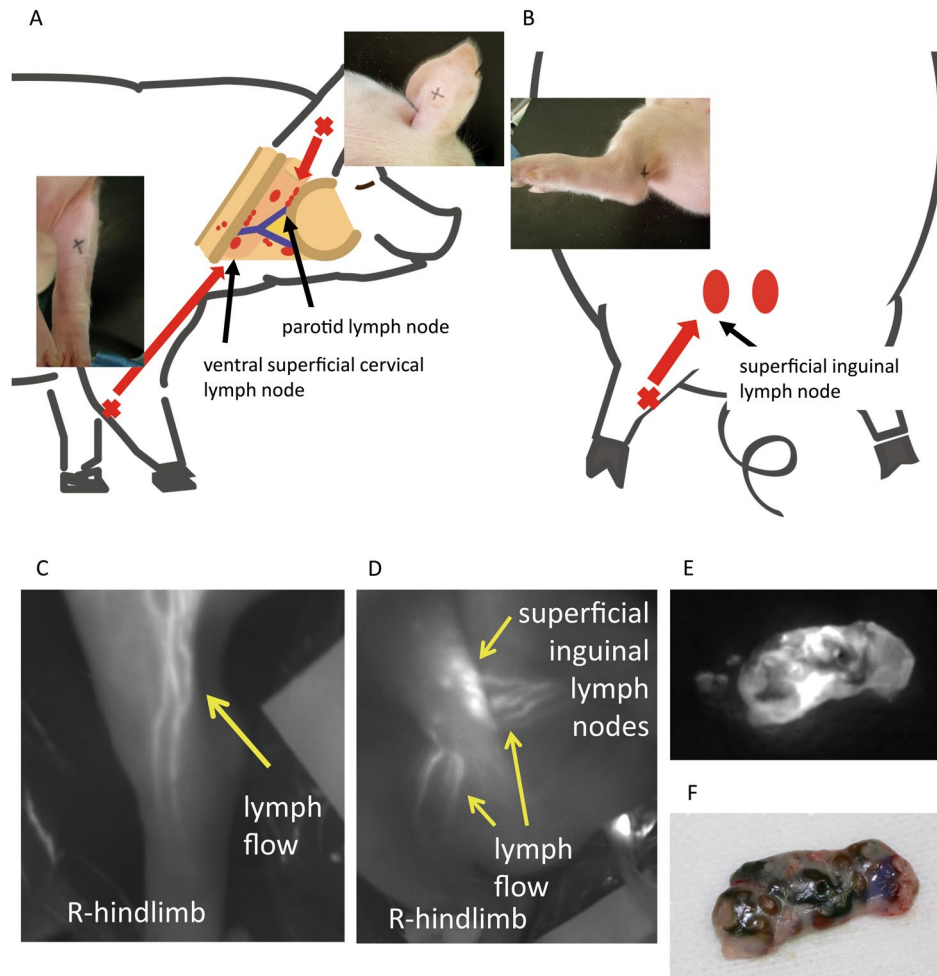 A
B
parotid lymph node
ventral superficial cervical
lymph node
superficial inguinal
lymph node
C
D
E
lymph
flow
R-hindlimb
superficial
inguinal
lymph
nodes
lymph
flow
R-hindlimb
F